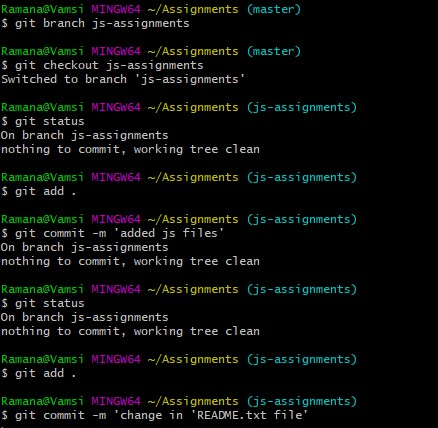 Ramana@Vamsi MINGW64 ~/Assignments (master)
$ git branch js-assignments
Ramana@Vamsi MINGW64 ~/Assignments (master)
$ git checkout js-assignments
Switched to branch 'js-assignments'
Ramana@Vamsi MINGW64 ~/Assignments (js-assignments)
$ git status
On branch js-assignments
nothing to commit, working tree clean
Ramana@Vamsi MINGW64 ~/Assignments (js-assignments)
$ git add .
Ramana@Vamsi MINGW64 ~/Assignments (js-assignments)
$ git commit -m 'added js files'
On branch js-assignments
nothing to commit, working tree clean
Ramana@Vamsi MINGW64 ~/Assignments (js-assignments)
$ git status
On branch js-assignments
nothing to commit, working tree clean
Ramana@Vamsi MINGW64 ~/Assignments (js-assignments)
$ git add .
Ramana@Vamsi MINGW64 ~/Assignments (js-assignments)
$ git commit -m 'change in 'README.txt file'